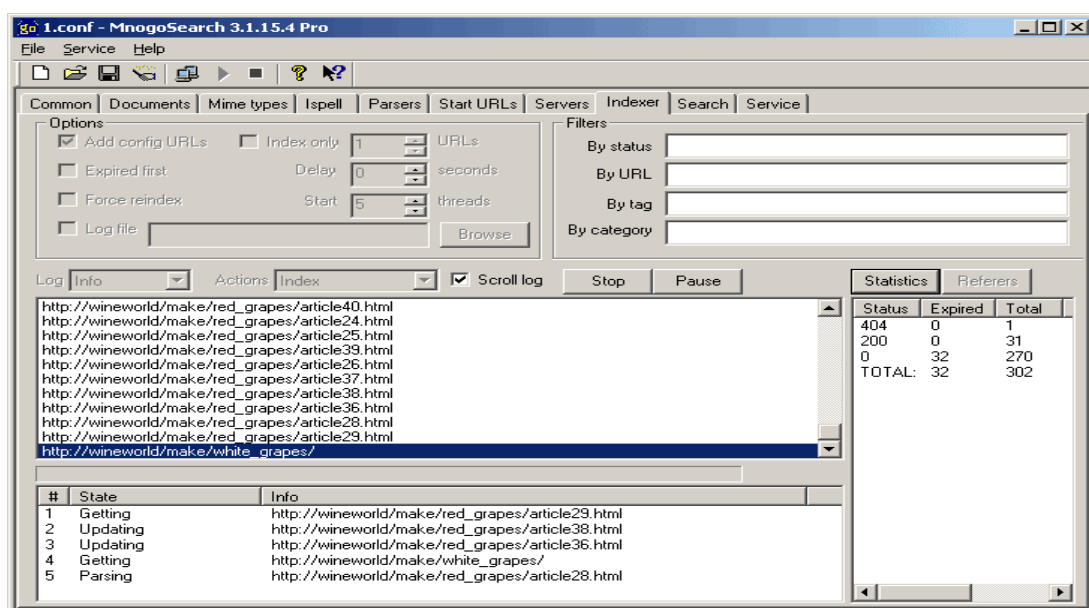 1.conf - MnogoSearch 3.1.15.4 Pro
File Service Help
Common Documents Mime types Ispell Parsers Start URLs Servers Indexer Search Service
Options
Add config URLs Index only 1 URLs
Expired first Delay 0 seconds
Force reindex Start 5 threads
Log file Browse
Filters
By status
By URL
By tag
By category
Log Info Actions Index Scroll log Stop Pause Statistics Referers
http://wineworld/make/red_grapes/article40.html
http://wineworld/make/red_grapes/article24.html
http://wineworld/make/red_grapes/article25.html
http://wineworld/make/red_grapes/article39.html
http://wineworld/make/red_grapes/article26.html
http://wineworld/make/red_grapes/article37.html
http://wineworld/make/red_grapes/article38.html
http://wineworld/make/red_grapes/article36.html
http://wineworld/make/red_grapes/article28.html
http://wineworld/make/red_grapes/article29.html
http://wineworld/make/white_grapes/
Status Expired Total
404 0 1
200 0 31
0 32 270
TOTAL: 32 302
# State Info
1 Getting http://wineworld/make/red_grapes/article29.html
2 Updating http://wineworld/make/red_grapes/article38.html
3 Updating http://wineworld/make/red_grapes/article36.html
4 Getting http://wineworld/make/white_grapes/
5 Parsing http://wineworld/make/red_grapes/article28.html